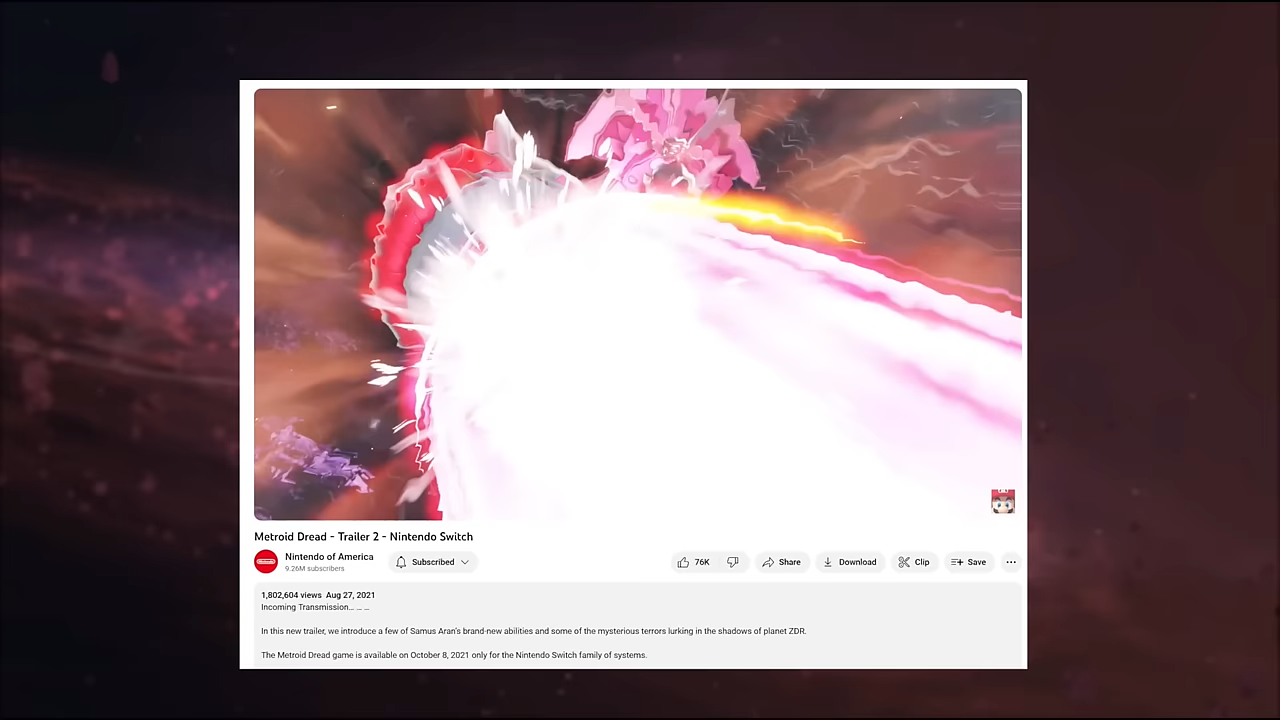 Metroid Dread - Trailer 2 - Nintendo Switch
Nintendo of America
9.26M subscribers
Subscribed
76K
Share
Download
Clip
Save
1,802,604 views Aug 27, 2021
Incoming Transmission... ... ...
In this new trailer, we introduce a few of Samus Aran's brand-new abilities and some of the mysterious terrors lurking in the shadows of planet ZDR.
The Metroid Dread game is available on October 8, 2021 only for the Nintendo Switch family of systems.